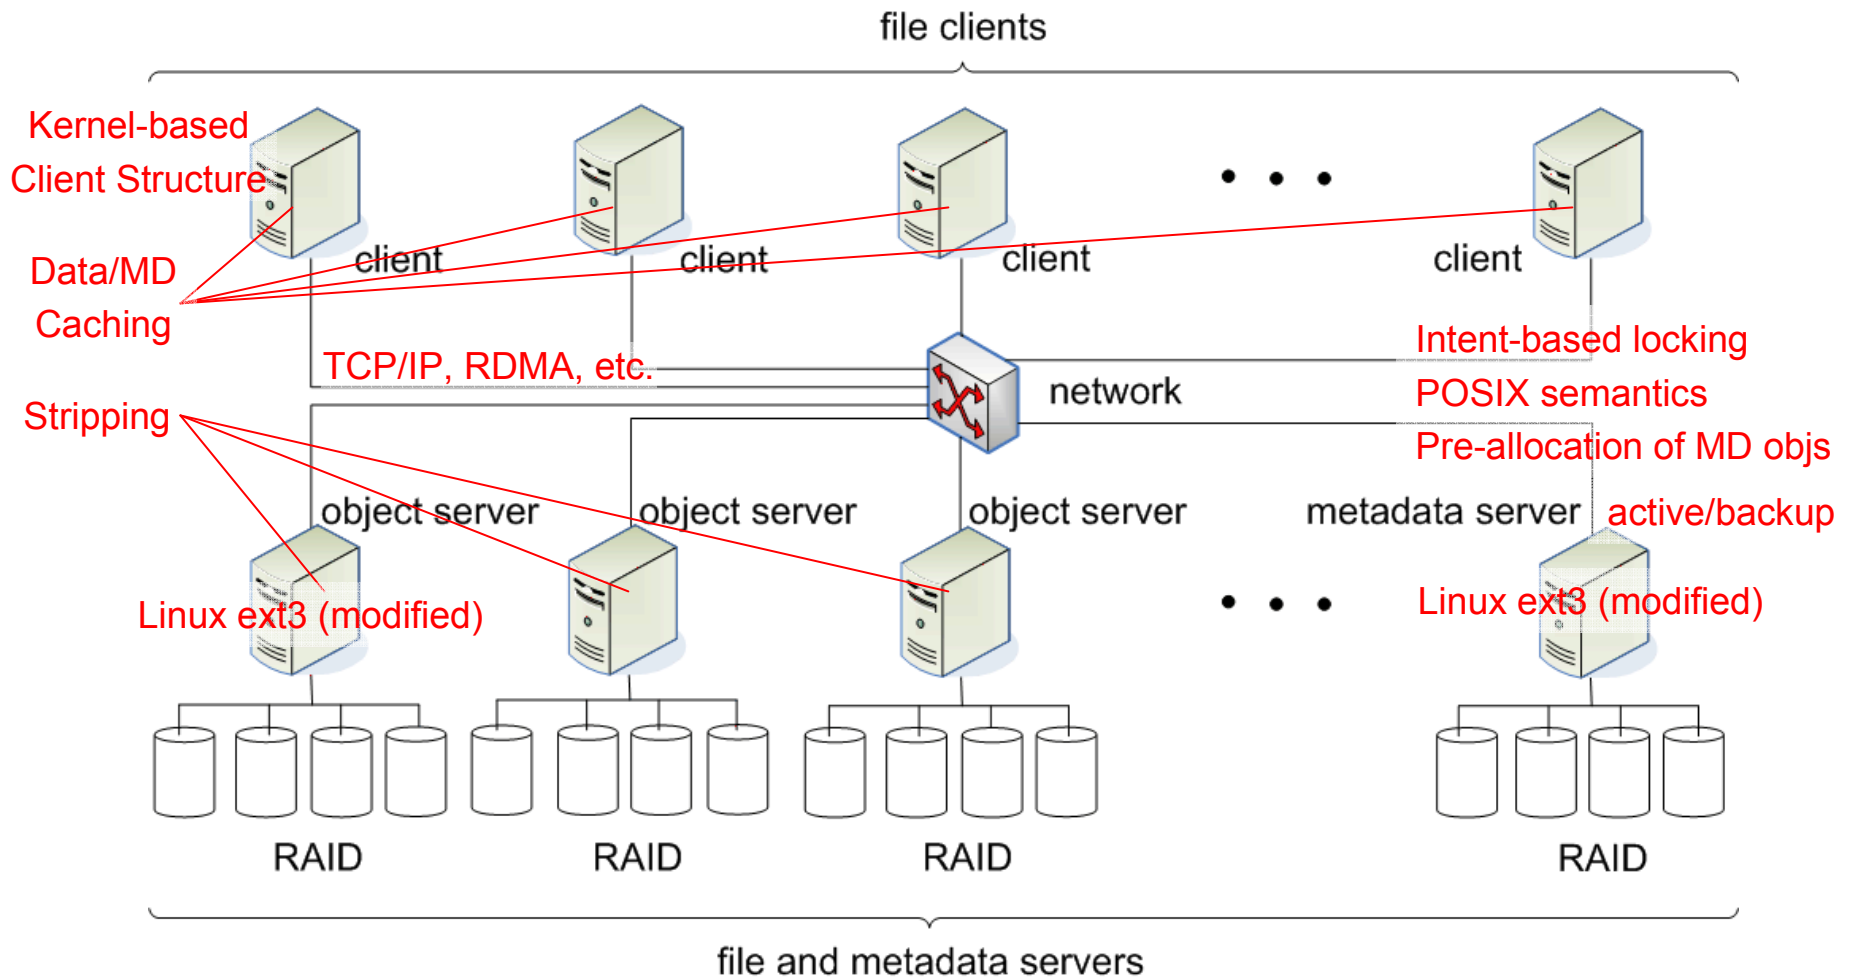 file clients
Kernel-based
Client Structure
client
client
client
client
Data/MD
Caching
TCP/IP, RDMA, etc.
network
Intent-based locking
POSIX semantics
Pre-allocation of MD objs
Stripping
object server
object server
object server
metadata server
active/backup
Linux ext3 (modified)
Linux ext3 (modified)
RAID
RAID
RAID
RAID
file and metadata servers